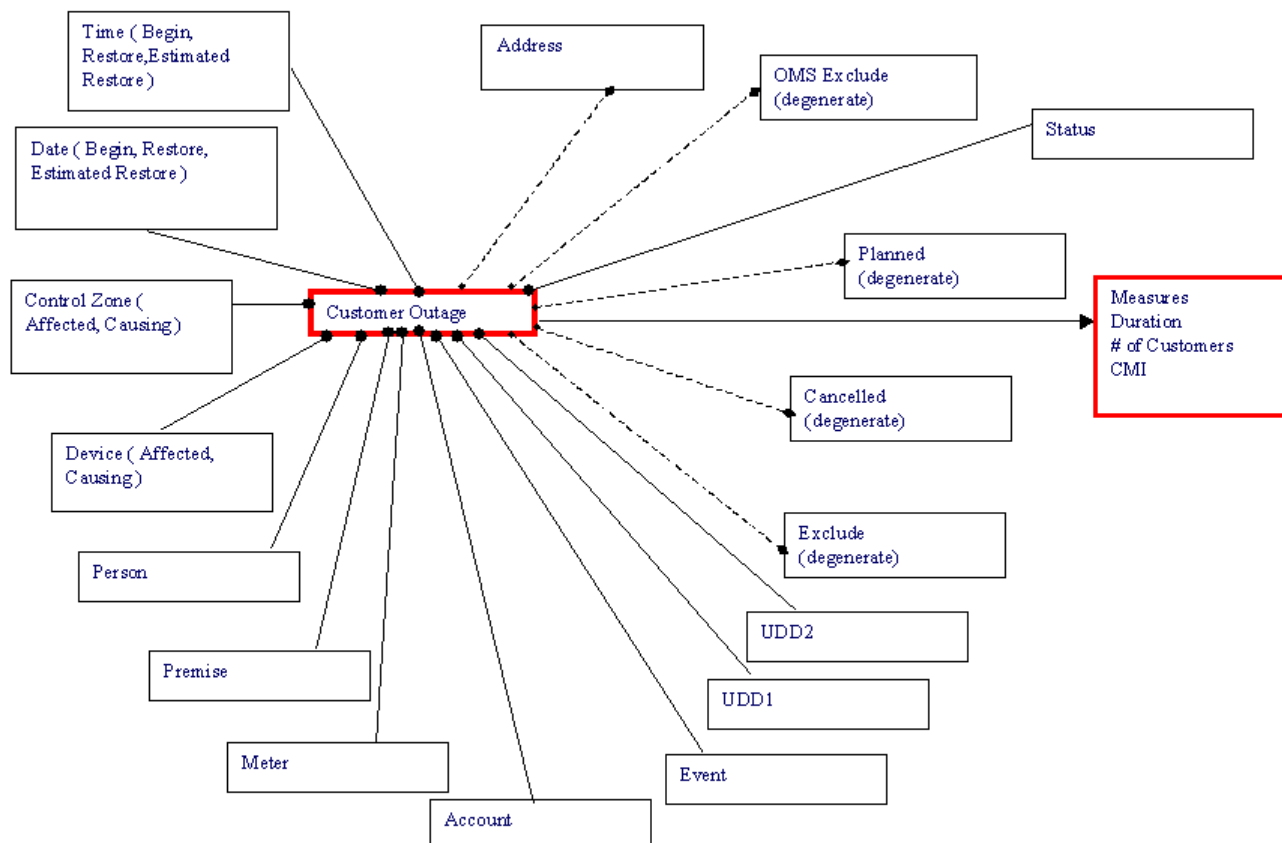 Time ( Begin,
Restore,Estimated
Restore )
Address
OMS Exclude
(degenerate)
Status
Date ( Begin, Restore,
Estimated Restore )
Planned
(degenerate)
Control Zone (
Affected, Causing)
Customer Outage
Measures
Duration
# of Customers
CMI
Cancelled
(degenerate)
Device ( Affected,
Causing )
Exclude
(degenerate)
Person
UDD2
Premise
UDD1
Meter
Event
Account